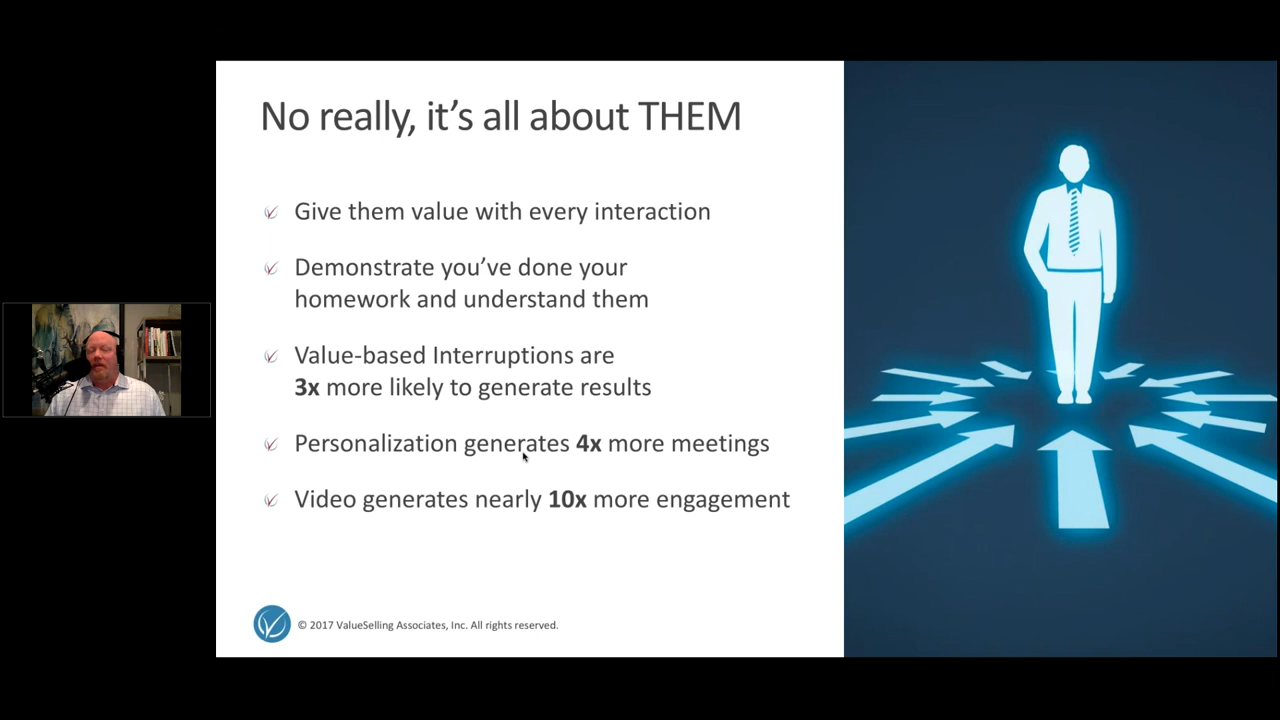 No really, it’s all about THEM
Give them value with every interaction
Demonstrate you’ve done your
homework and understand them
Value-based Interruptions are
3x more likely to generate results
Personalization generates 4x more meetings
Video generates nearly 10x more engagement
© 2017 ValueSelling Associates, Inc. All rights reserved.